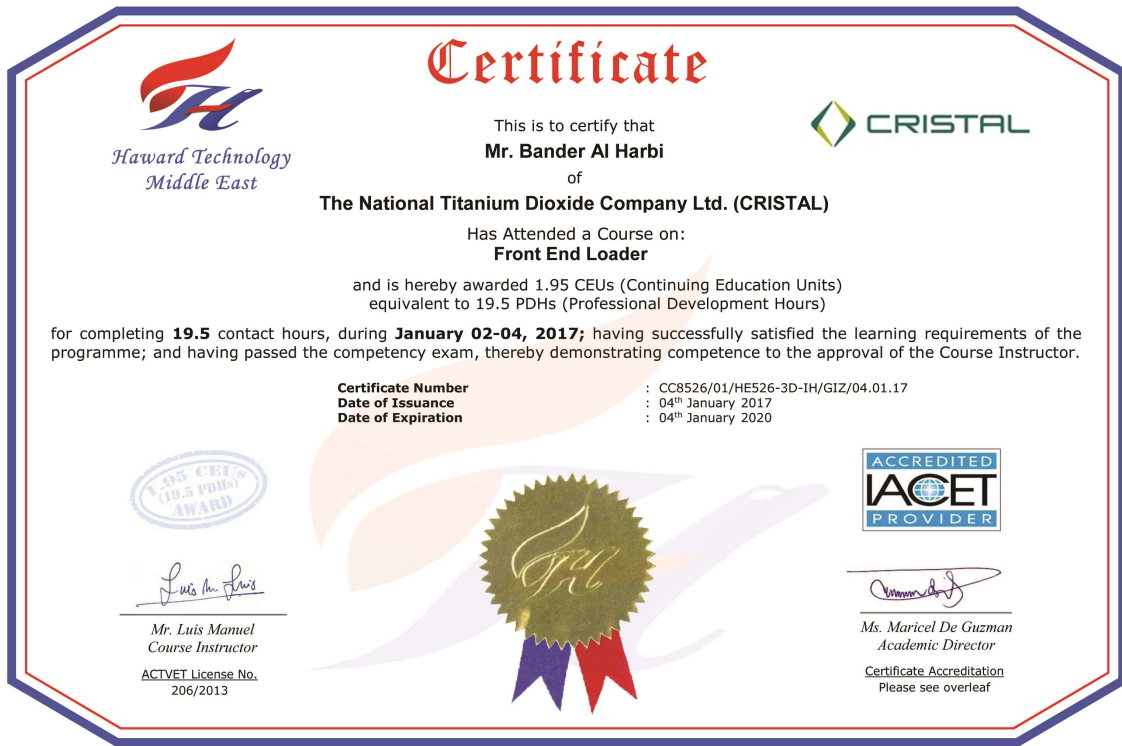 Certificate
Haward Technology
Middle East
CRISTAL
This is to certify that
Mr. Bander Al Harbi
of
The National Titanium Dioxide Company Ltd. (CRISTAL)
Has Attended a Course on:
Front End Loader
and is hereby awarded 1.95 CEUs (Continuing Education Units)
equivalent to 19.5 PDHs (Professional Development Hours)
for completing 19.5 contact hours, during January 02-04, 2017; having successfully satisfied the learning requirements of the
programme; and having passed the competency exam, thereby demonstrating competence to the approval of the Course Instructor.
Certificate Number : CC8526/01/HE526-3D-IH/GIZ/04.01.17
Date of Issuance : 04th January 2017
Date of Expiration : 04th January 2020
1.95 CEUs
(19.5 PDHs)
AWARD
ACCREDITED
IACET
PROVIDER
Mr. Luis Manuel
Course Instructor
ACTVET License No.
206/2013
Ms. Maricel De Guzman
Academic Director
Certificate Accreditation
Please see overleaf